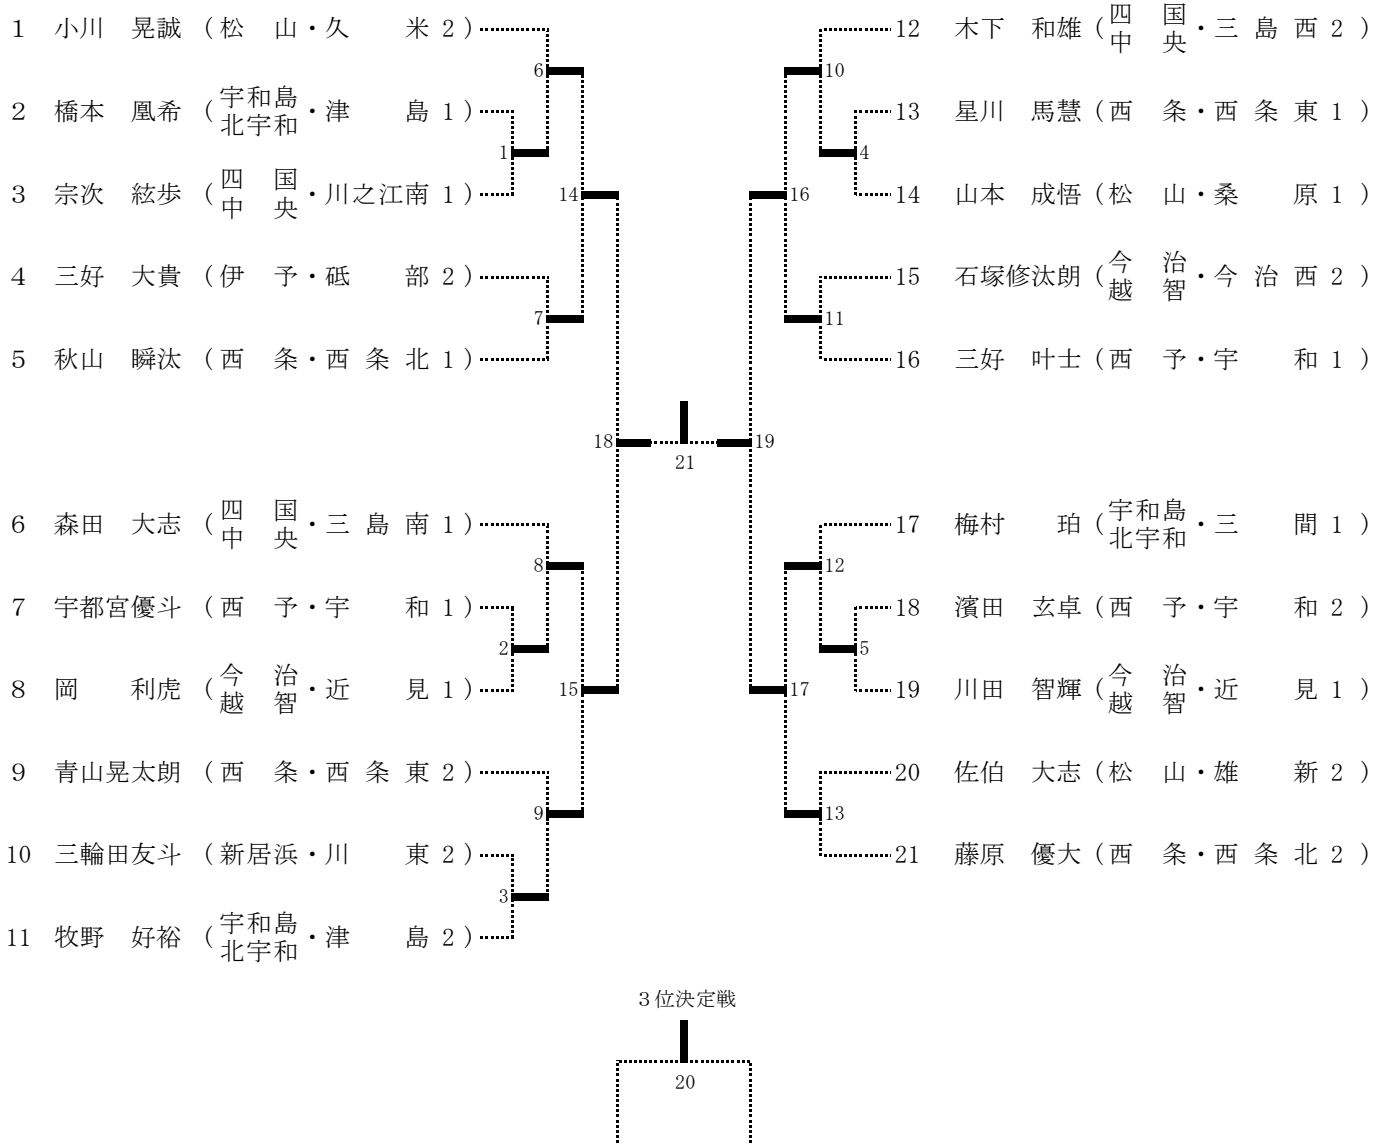 1 小川 晃誠 (松 山・久 米 2)
2 橋本 凰希 (宇和島北宇和・津 島 1)
3 宗次 絃歩 (四国中央・川之江南 1)
4 三好 大貴 (伊 予・砥 部 2)
5 秋山 瞬汰 (西 条・西 条 北 1)
6 森田 大志 (四国中央・三 島 南 1)
7 宇都宮優斗 (西 予・宇 和 1)
8 岡 利虎 (今治越智・近 見 1)
9 青山晃太朗 (西 条・西 条 東 2)
10 三輪田友斗 (新居浜・川 東 2)
11 牧野 好裕 (宇和島北宇和・津 島 2)
6
1
14
7
18
8
2
15
9
3
21
12 木下 和雄 (四国中央・三 島 西 2)
13 星川 馬慧 (西 条・西 条 東 1)
14 山本 成悟 (松 山・桑 原 1)
15 石塚修汰朗 (今治越智・今 治 西 2)
16 三好 叶士 (西 予・宇 和 1)
17 梅村 珀 (宇和島北宇和・三 間 1)
18 濱田 玄卓 (西 予・宇 和 2)
19 川田 智輝 (今治越智・近 見 1)
20 佐伯 大志 (松 山・雄 新 2)
21 藤原 優大 (西 条・西 条 北 2)
10
4
16
11
19
12
5
17
13
3位決定戦
20